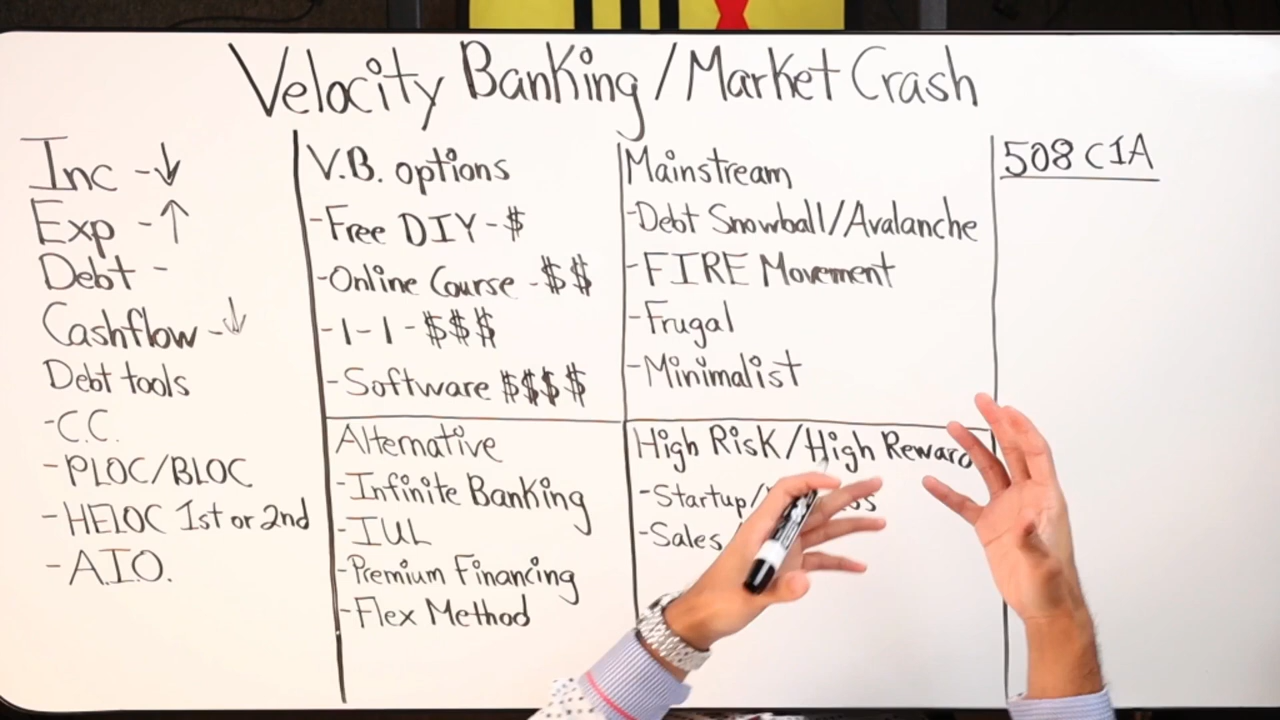 Velocity Banking / Market Crash
Inc - ↓
Exp - ↑
Debt -
Cashflow - ↓
Debt tools
- C.C.
- PLOC/BLOC
- HELOC 1st or 2nd
- A.I.O.
V.B. options
- Free DIY - $
- Online Course - $$
- 1-1 - $$$
- Software $$$$
Alternative
- Infinite Banking
- IUL
- Premium Financing
- Flex Method
Mainstream
- Debt Snowball/Avalanche
- FIRE Movement
- Frugal
- Minimalist
High Risk/High Reward
- Startup/
- Sales
508 C1A